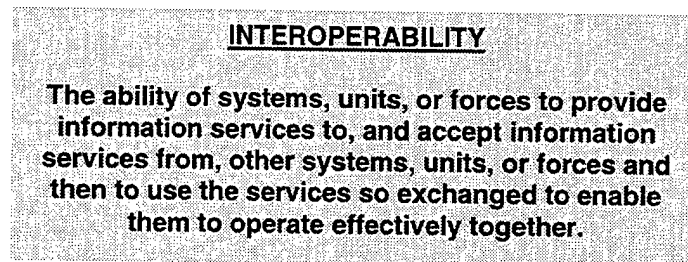 INTEROPERABILITY
The ability of systems, units, or forces to provide
information services to, and accept information
services from, other systems, units, or forces and
then to use the services so exchanged to enable
them to operate effectively together.